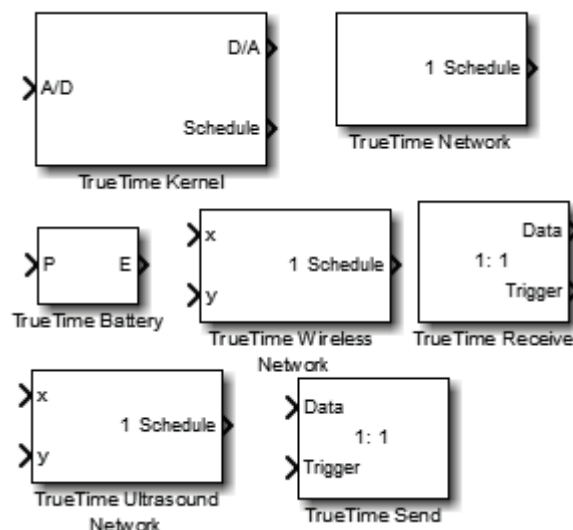 D/A
A/D
Schedule
TrueTime Kernel
1 Schedule
TrueTime Network
P E
TrueTime Battery
x
1 Schedule
y
TrueTime Wireless
Network
Data
1: 1
Trigger
TrueTime Receive
x
1 Schedule
y
TrueTime Ultrasound
Network
Data
1: 1
Trigger
TrueTime Send